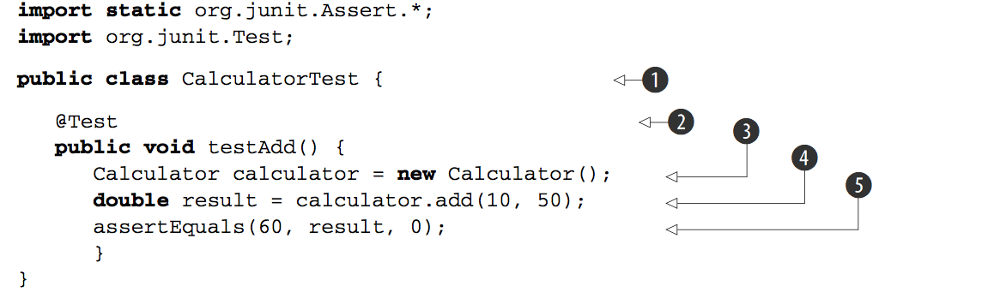 import static org.junit.Assert.*;
import org.junit.Test;
public class CalculatorTest { 1
@Test 2
public void testAdd() { 3
Calculator calculator = new Calculator(); 4
double result = calculator.add(10, 50); 5
assertEquals(60, result, 0);
}
}